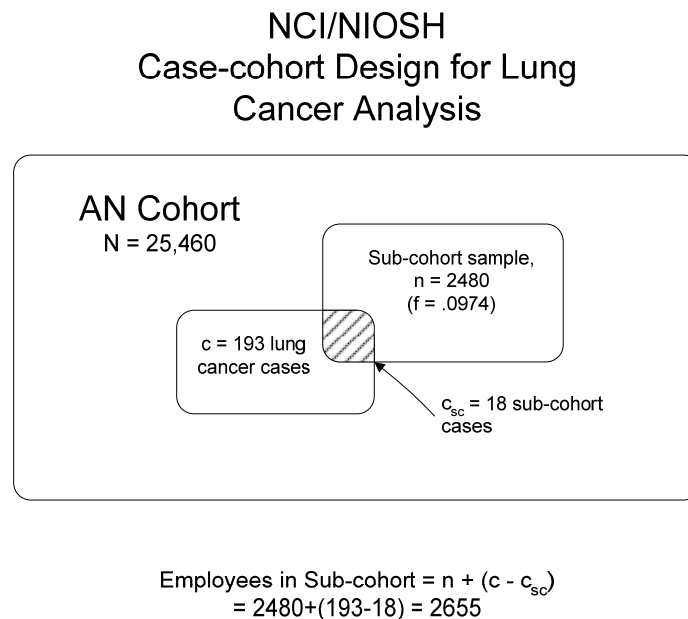 NCI/NIOSH
Case-cohort Design for Lung
Cancer Analysis
AN Cohort
N = 25,460
Sub-cohort sample,
n = 2480
(f = .0974)
c = 193 lung
cancer cases
c_sc = 18 sub-cohort
cases
Employees in Sub-cohort = n + (c - c_sc)
= 2480+(193-18) = 2655